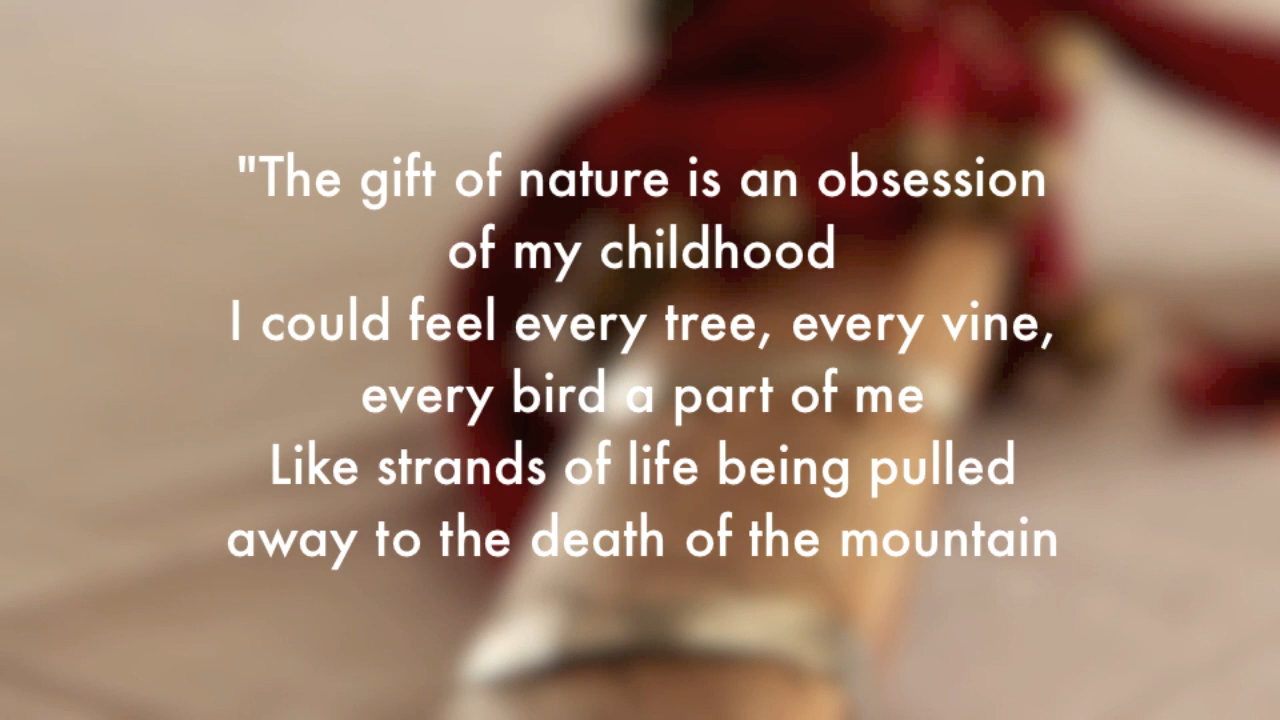 "The gift of nature is an obsession
of my childhood
I could feel every tree, every vine,
every bird a part of me
Like strands of life being pulled
away to the death of the mountain